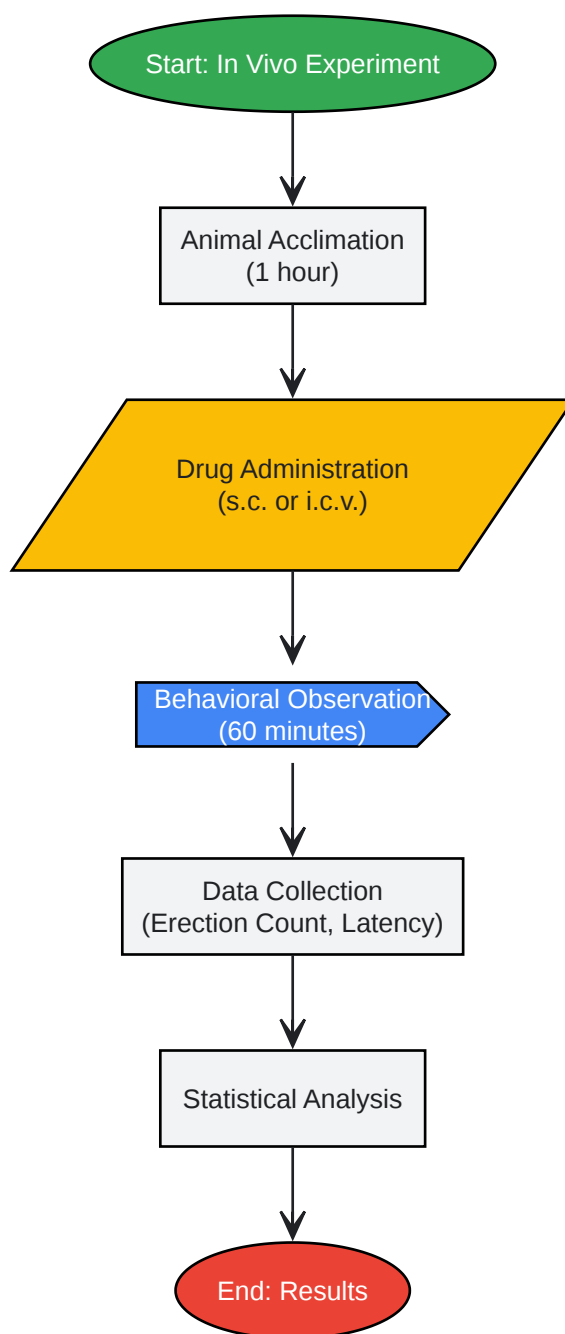 Start: In Vivo Experiment
Animal Acclimation
(1 hour)
Drug Administration
(s.c. or i.c.v.)
Behavioral Observation
(60 minutes)
Data Collection
(Erection Count, Latency)
Statistical Analysis
End: Results